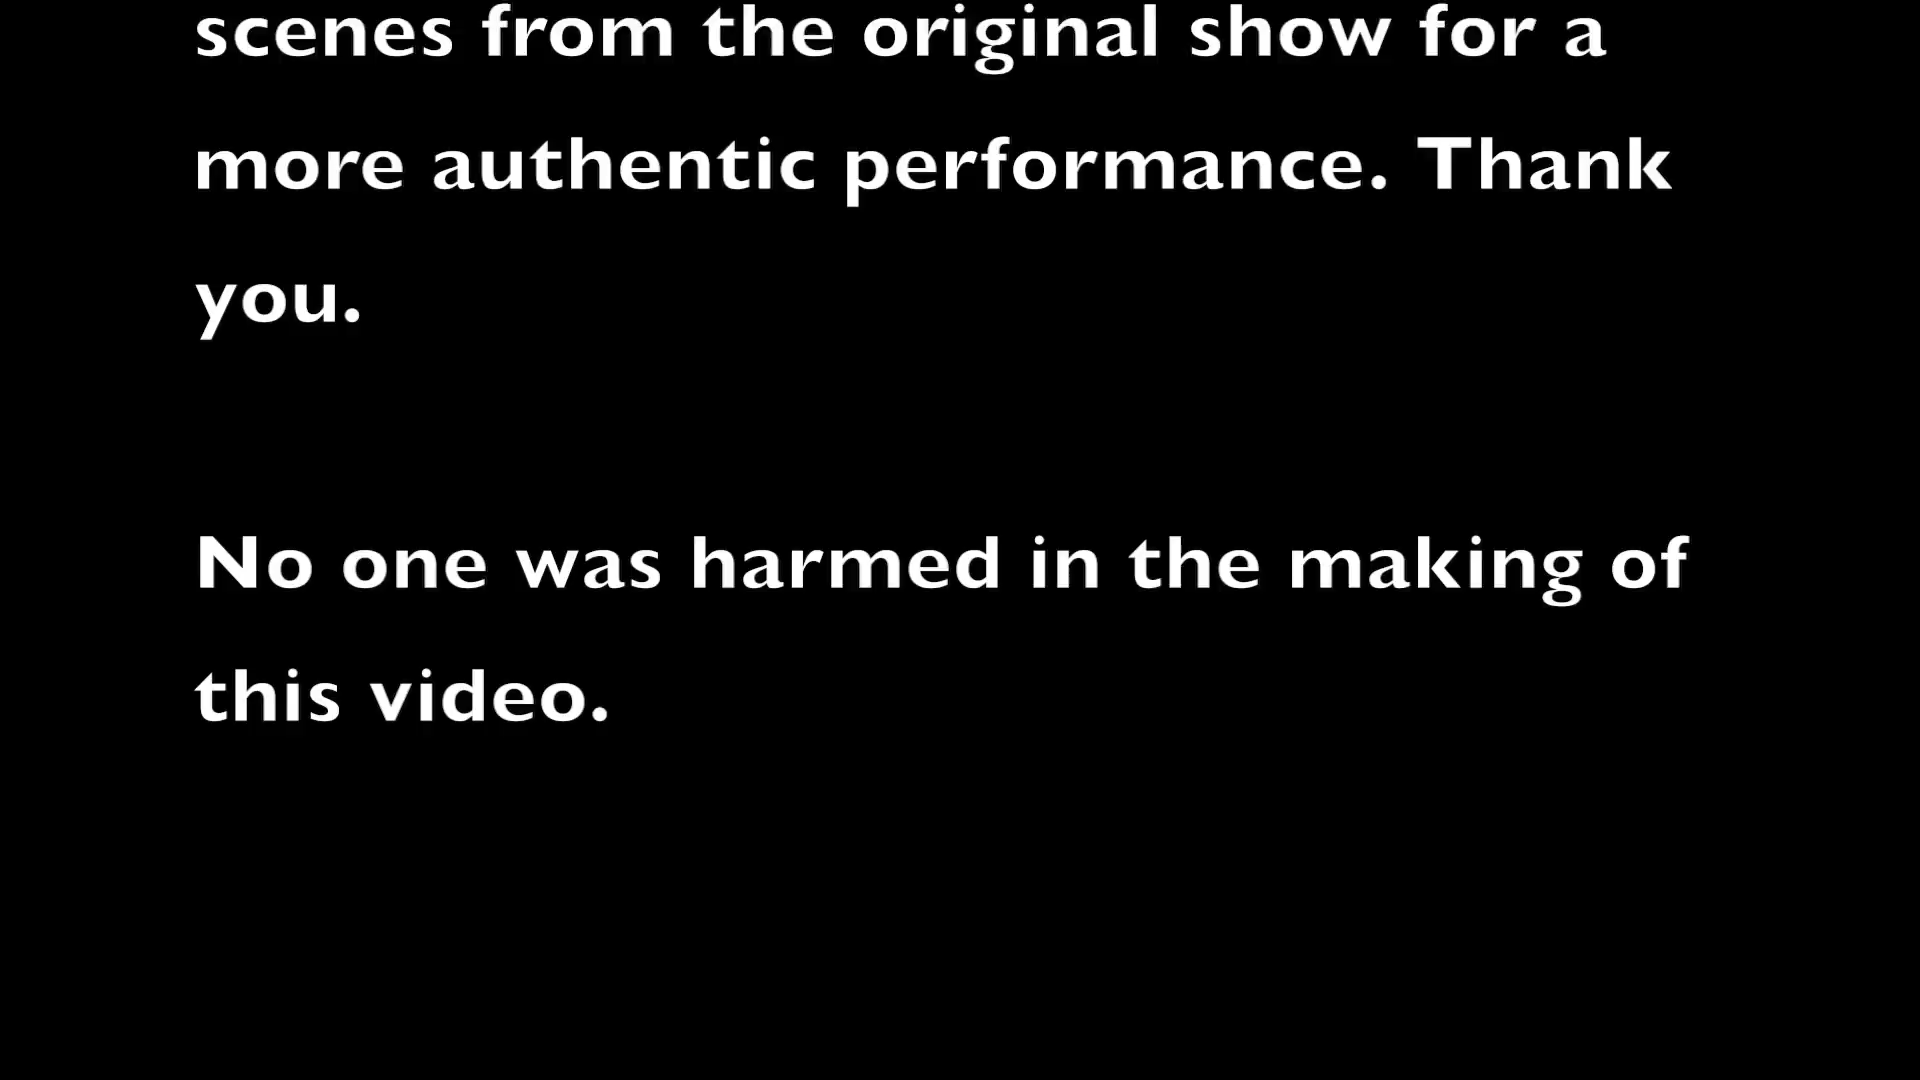 scenes from the original show for a
more authentic performance. Thank
you.
No one was harmed in the making of
this video.